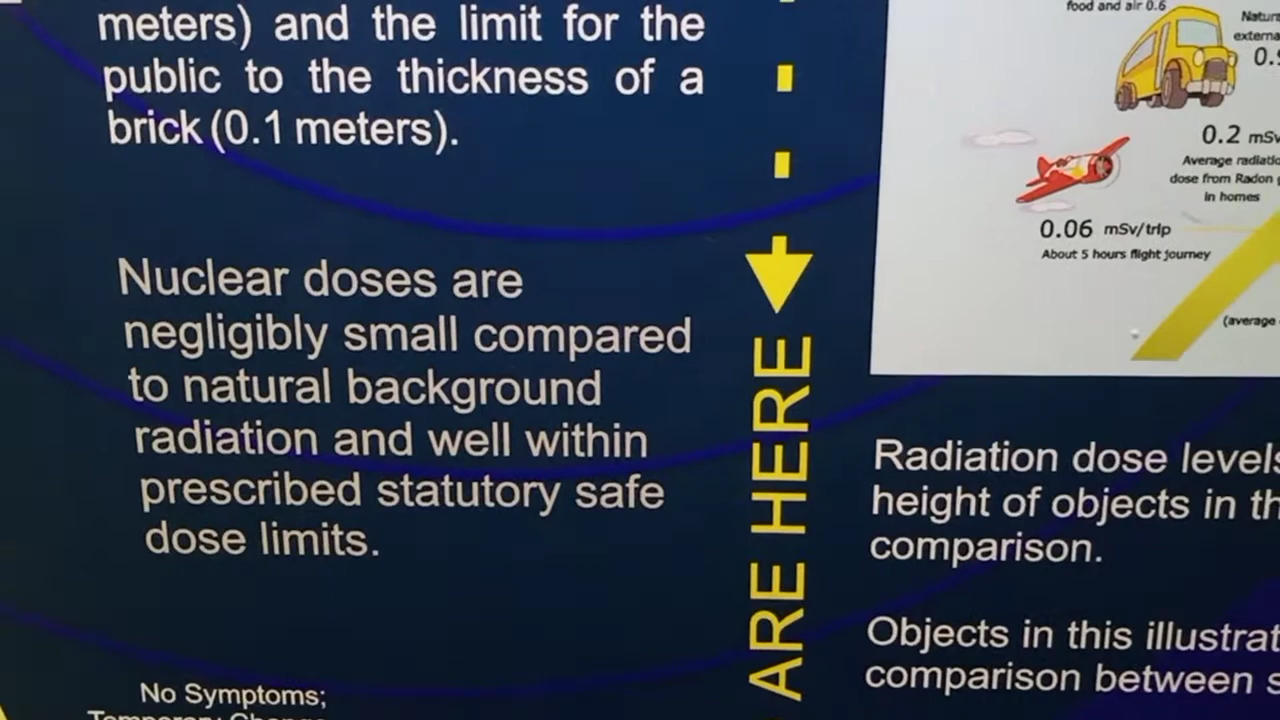 meters) and the limit for the
public to the thickness of a
brick (0.1 meters).
Nuclear doses are
negligibly small compared
to natural background
radiation and well within
prescribed statutory safe
dose limits.
No Symptoms;
ARE HERE
food and air 0.6
0.2 mSv
Average
dose from Radon
in homes
0.06 mSv/trip
About 5 hours flight journey
(average
Radiation dose levels
height of objects in
comparison.
Objects in this
comparison between